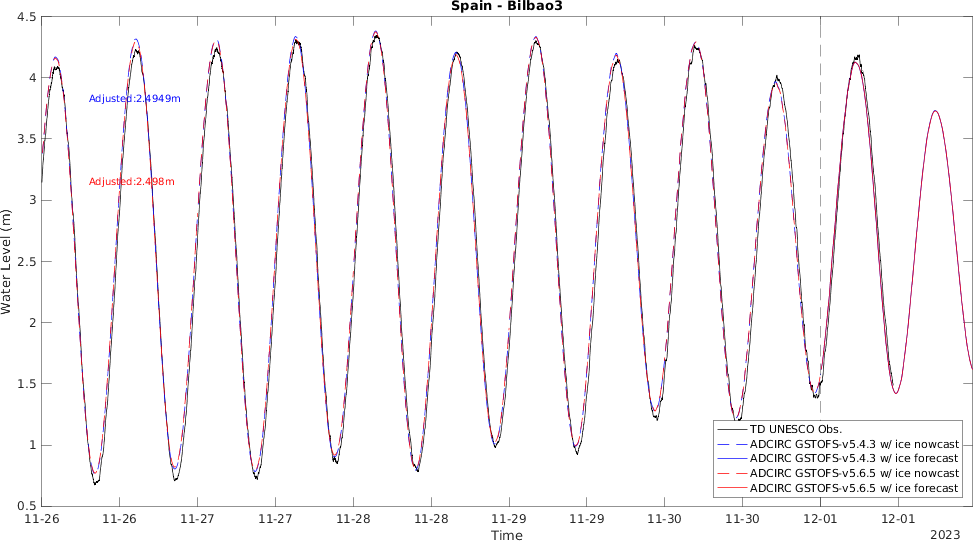 Spain - Bilbao3
4.5
4
3.5
3
2.5
2
1.5
1
0.5
Water Level (m)
Adjusted:2.4949m
Adjusted:2.498m
TD UNESCO Obs.
ADCIRC GSTOFS-v5.4.3 w/ ice nowcast
ADCIRC GSTOFS-v5.4.3 w/ ice forecast
ADCIRC GSTOFS-v5.6.5 w/ ice nowcast
ADCIRC GSTOFS-v5.6.5 w/ ice forecast
11-26 11-26 11-27 11-27 11-28 11-28 11-29 11-29 11-30 11-30 12-01 12-01
Time
2023